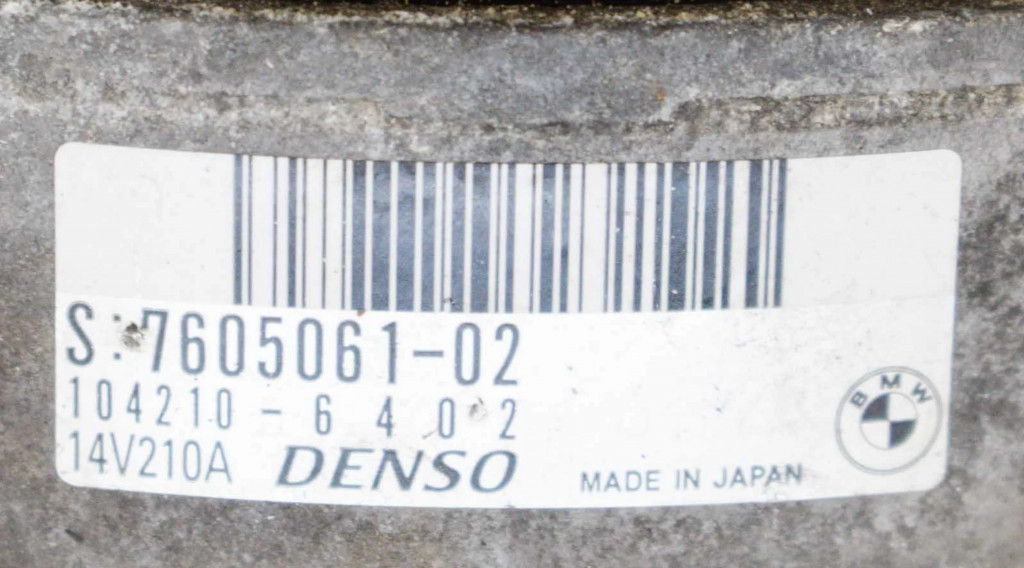 S:7605061-02
104210-6402
14V210A DENSO MADE IN JAPAN
BMW